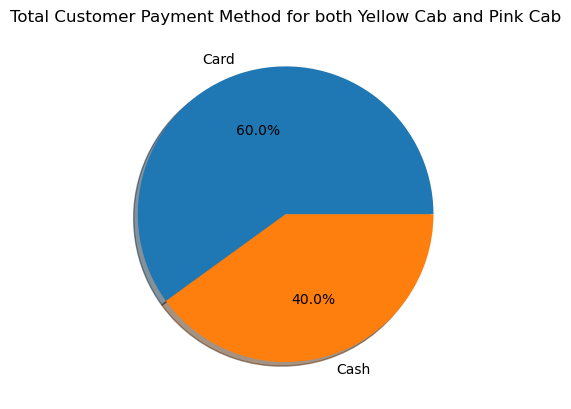 Total Customer Payment Method for both Yellow Cab and Pink Cab
Card
60.0%
40.0%
Cash